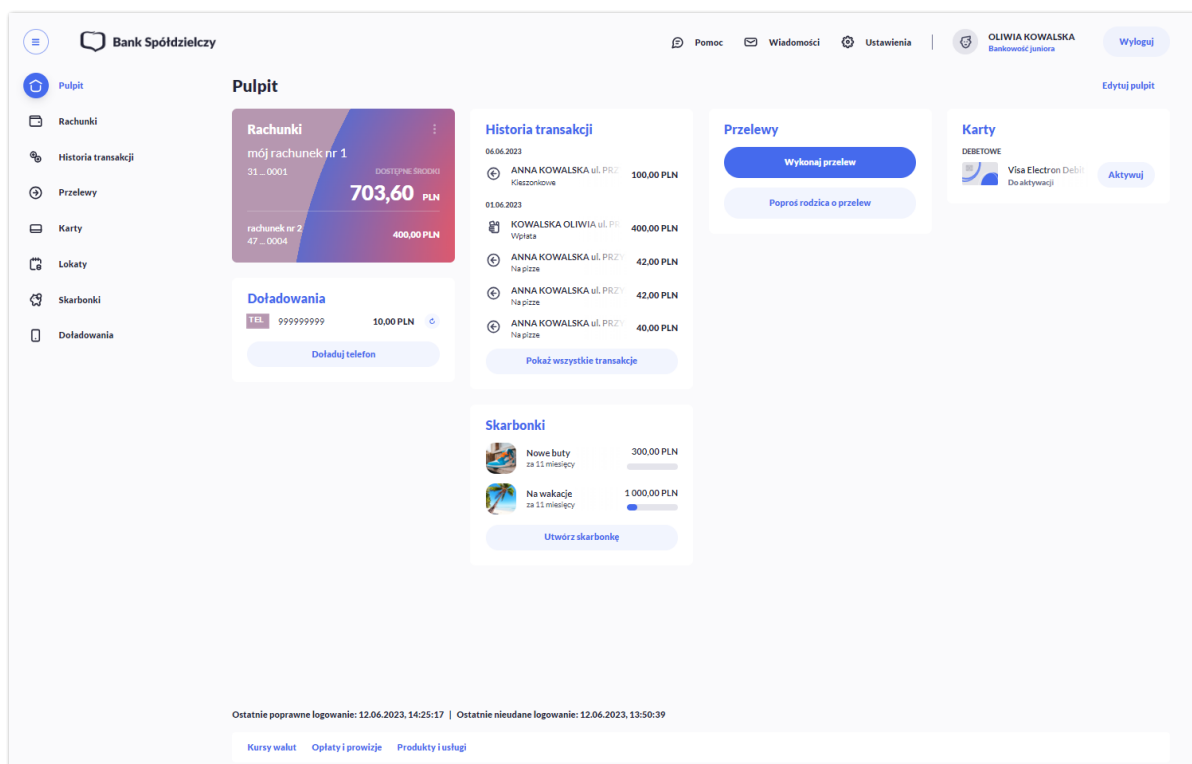 Bank Spółdzielczy
Pomoc
Wiadomości
Ustawienia
OLIWIA KOWALSKA
Bankowość juniora
Wyloguj
Pulpit
Rachunki
Historia transakcji
Przelewy
Karty
Lokaty
Skarbonki
Doładowania
Pulpit
Edytuj pulpit
Rachunki
mój rachunek nr 1
31 ... 0001
DOSTĘPNE ŚRODKI
703,60 PLN
rachunek nr 2
47 ... 0004
400,00 PLN
Doładowania
TEL 999999999 10,00 PLN
Doładuj telefon
Historia transakcji
06.06.2023
ANNA KOWALSKA ul. PRZ 100,00 PLN
Kieszonkowe
01.06.2023
KOWALSKA OLIWIA ul. PR 400,00 PLN
Wpłata
ANNA KOWALSKA ul. PRZY 42,00 PLN
Na pizze
ANNA KOWALSKA ul. PRZY 42,00 PLN
Na pizze
ANNA KOWALSKA ul. PRZY 40,00 PLN
Na pizze
Pokaż wszystkie transakcje
Skarbonki
Nowe buty 300,00 PLN
za 11 miesięcy
Na wakacje 1 000,00 PLN
za 11 miesięcy
Utwórz skarbonkę
Przelewy
Wykonaj przelew
Poproś rodzica o przelew
Karty
DEBETOWE
Visa Electron Debit
Do aktywacji
Aktywuj
Ostatnie poprawne logowanie: 12.06.2023, 14:25:17 | Ostatnie nieudane logowanie: 12.06.2023, 13:50:39
Kursy walut Opłaty i prowizje Produkty i usługi